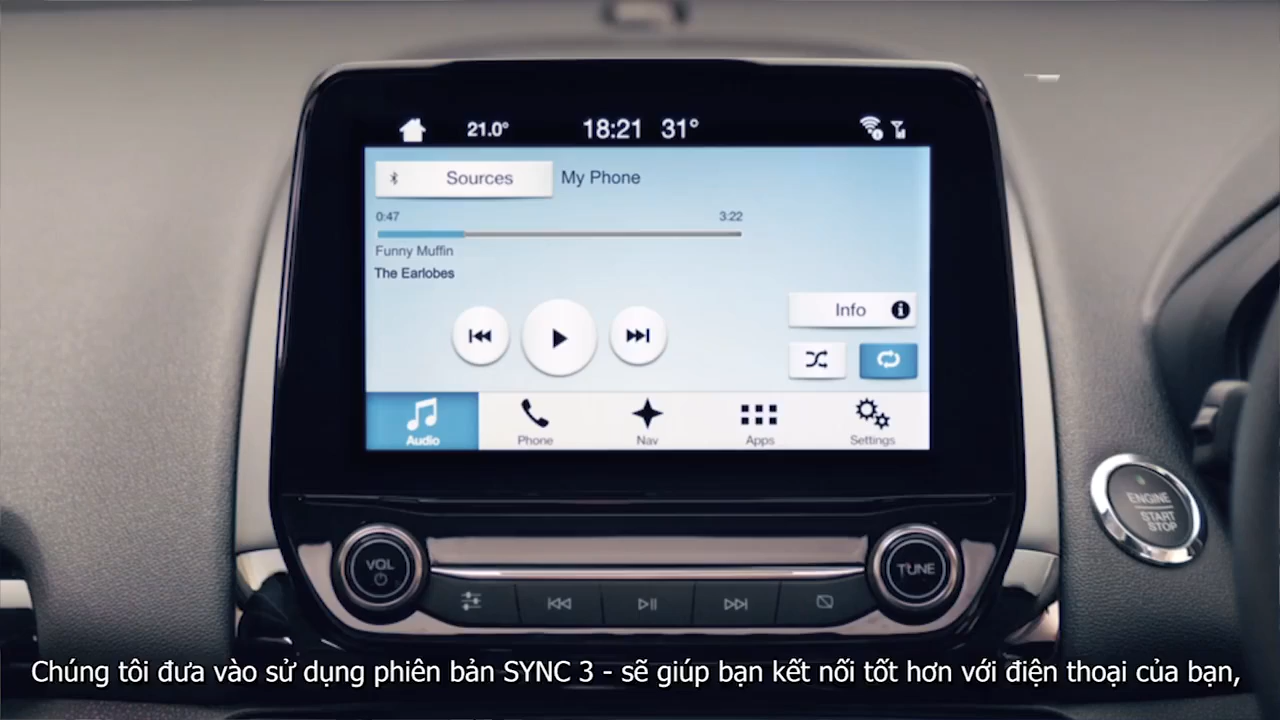 21.0° 18:21 31°
Sources My Phone
0:47 3:22
Funny Muffin
The Earlobes
Info
Audio Phone Nav Apps Settings
ENGINE
START
STOP
VOL TUNE
Chúng tôi đưa vào sử dụng phiên bản SYNC 3 - sẽ giúp bạn kết nối tốt hơn với điện thoại của bạn,